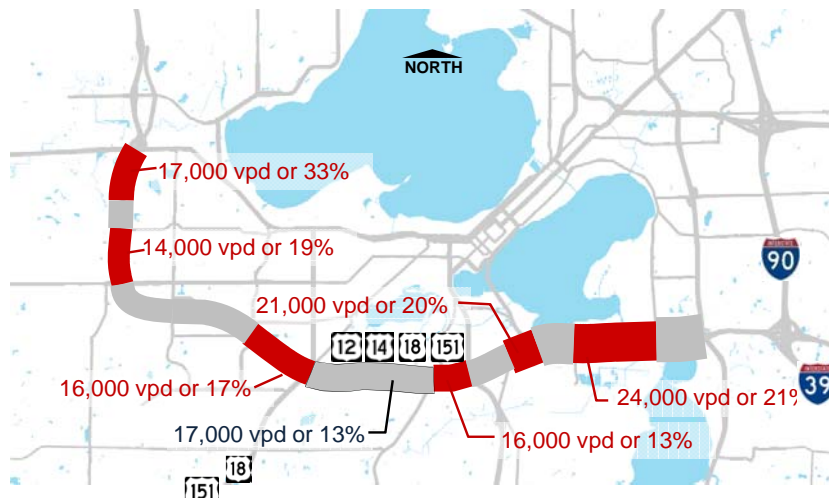 NORTH
17,000 vpd or 33%
14,000 vpd or 19%
INTERSTATE
90
21,000 vpd or 20%
12 14 18 151
16,000 vpd or 17%
39
24,000 vpd or 21%
17,000 vpd or 13%
16,000 vpd or 13%
18
151